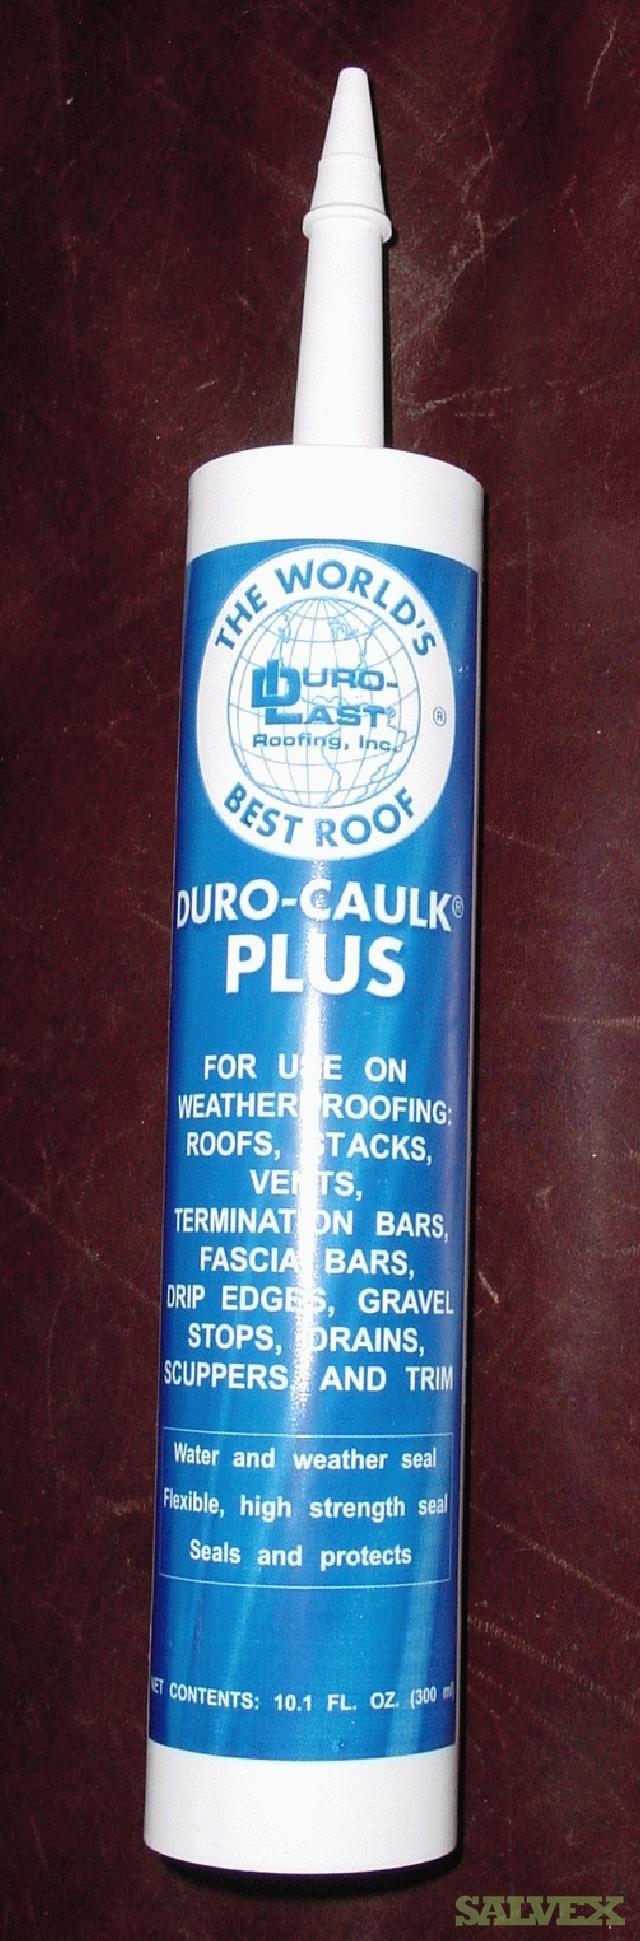 THE WORLD'S
DURO-
LAST®
Roofing, Inc.
®
BEST ROOF
DURO-CAULK®
PLUS
FOR USE ON
WEATHERPROOFING:
ROOFS, STACKS,
VENTS,
TERMINATION BARS,
FASCIA BARS,
DRIP EDGES, GRAVEL
STOPS, DRAINS,
SCUPPERS AND TRIM
Water and weather seal
Flexible, high strength seal
Seals and protects
NET CONTENTS: 10.1 FL. OZ. (300 ml)
SALVEX